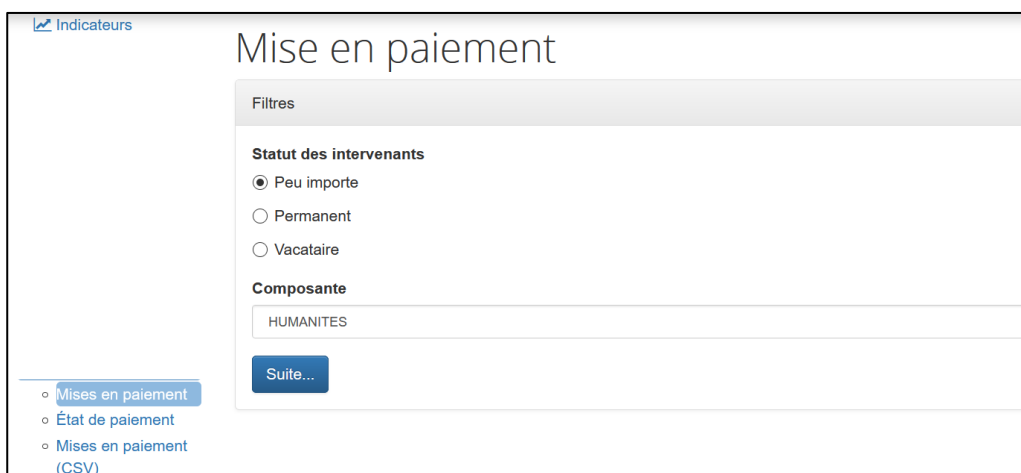 Indicateurs
Mise en paiement
Filtres
Statut des intervenants
Peu importe
Permanent
Vacataire
Composante
HUMANITES
Suite...
Mises en paiement
État de paiement
Mises en paiement
(CSV)